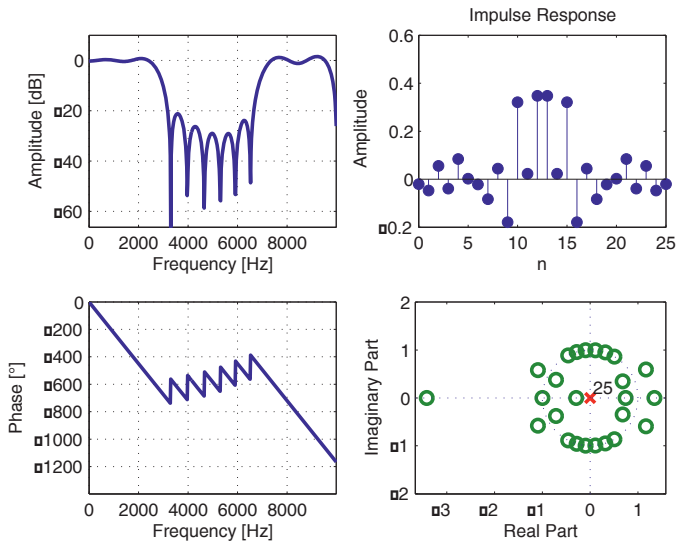 0
▯20
▯40
▯60
0 2000 4000 6000 8000
Frequency [Hz]
Amplitude [dB]
Impulse Response
0.6
0.4
0.2
0
▯0.2
0 5 10 15 20 25
n
Amplitude
0
▯200
▯400
▯600
▯800
▯1000
▯1200
0 2000 4000 6000 8000
Frequency [Hz]
Phase [°]
2
1
0
▯1
▯2
25
▯3 ▯2 ▯1 0 1
Real Part
Imaginary Part